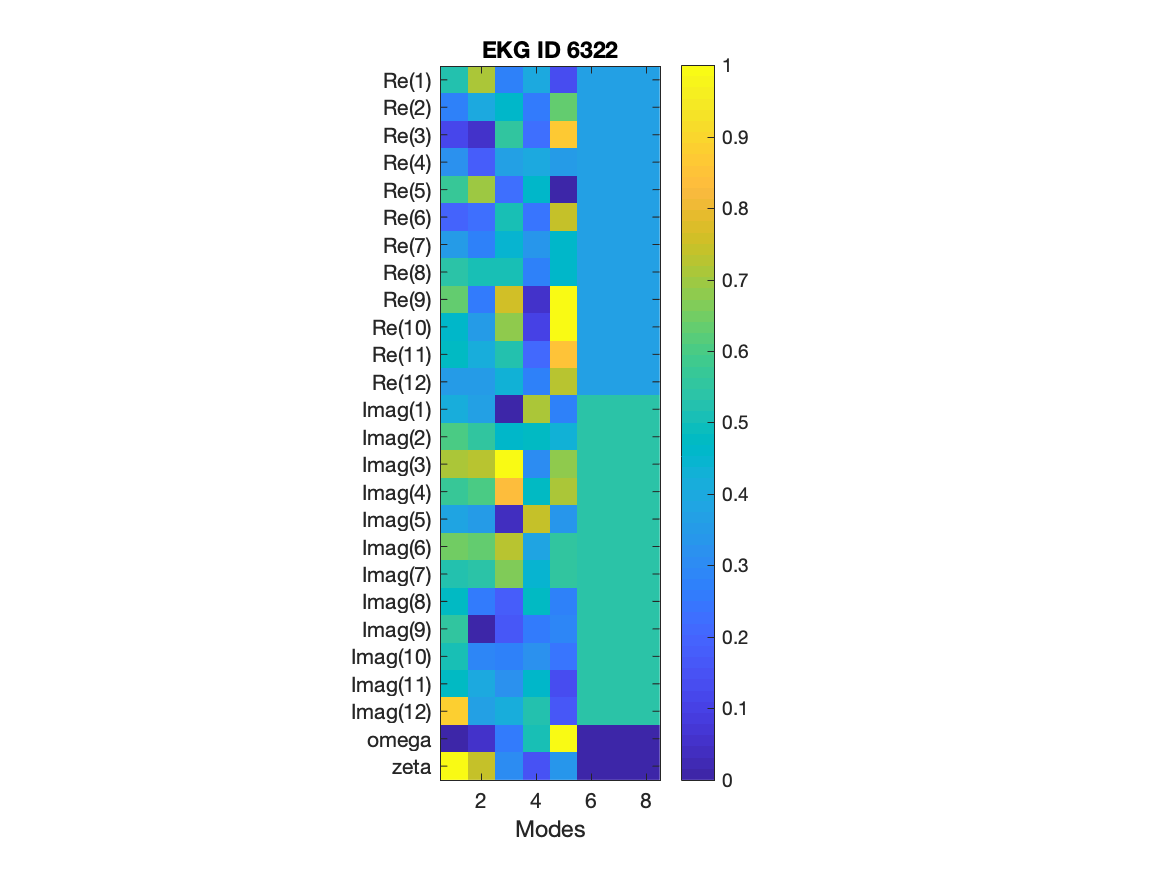 EKG ID 6322
Re(1)
Re(2)
Re(3)
Re(4)
Re(5)
Re(6)
Re(7)
Re(8)
Re(9)
Re(10)
Re(11)
Re(12)
Imag(1)
Imag(2)
Imag(3)
Imag(4)
Imag(5)
Imag(6)
Imag(7)
Imag(8)
Imag(9)
Imag(10)
Imag(11)
Imag(12)
omega
zeta
2 4 6 8
Modes
1
0.9
0.8
0.7
0.6
0.5
0.4
0.3
0.2
0.1
0